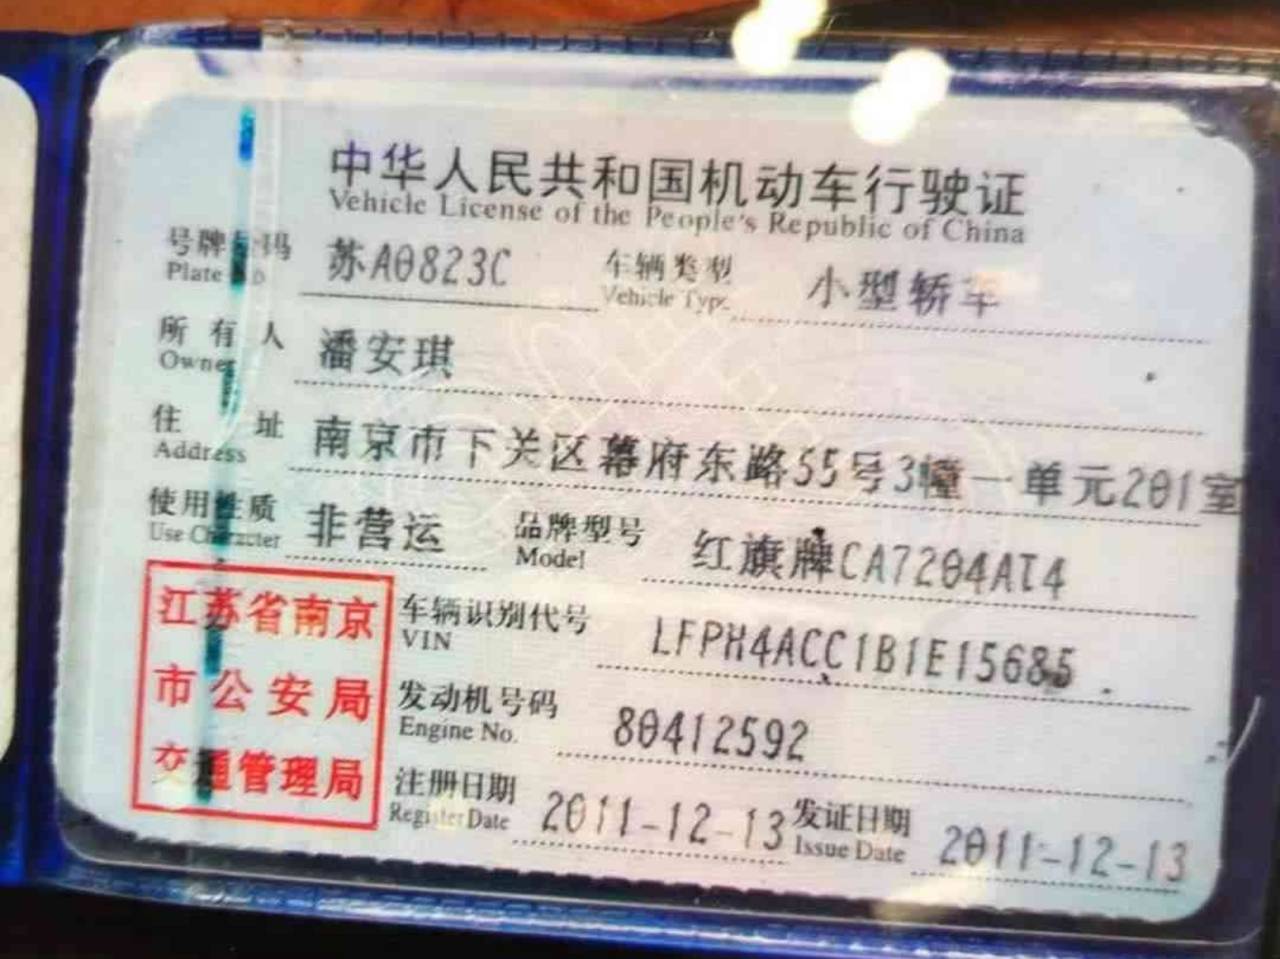 中华人民共和国机动车行驶证
Vehicle License of the People's Republic of China
号牌号码 苏A0823C 车辆类型 小型轿车
Plate No. Vehicle Type
所有人 潘安琪
Owner
住址 南京市下关区幕府东路55号3幢一单元201室
Address
使用性质 非营运 品牌型号 红旗牌CA7204AT4
Use Character Model
江苏省南京
市公安局
交通管理局
车辆识别代号 LFPH4ACC1B1E15685
VIN
发动机号码 80412592
Engine No.
注册日期 2011-12-13 发证日期 2011-12-13
Register Date Issue Date